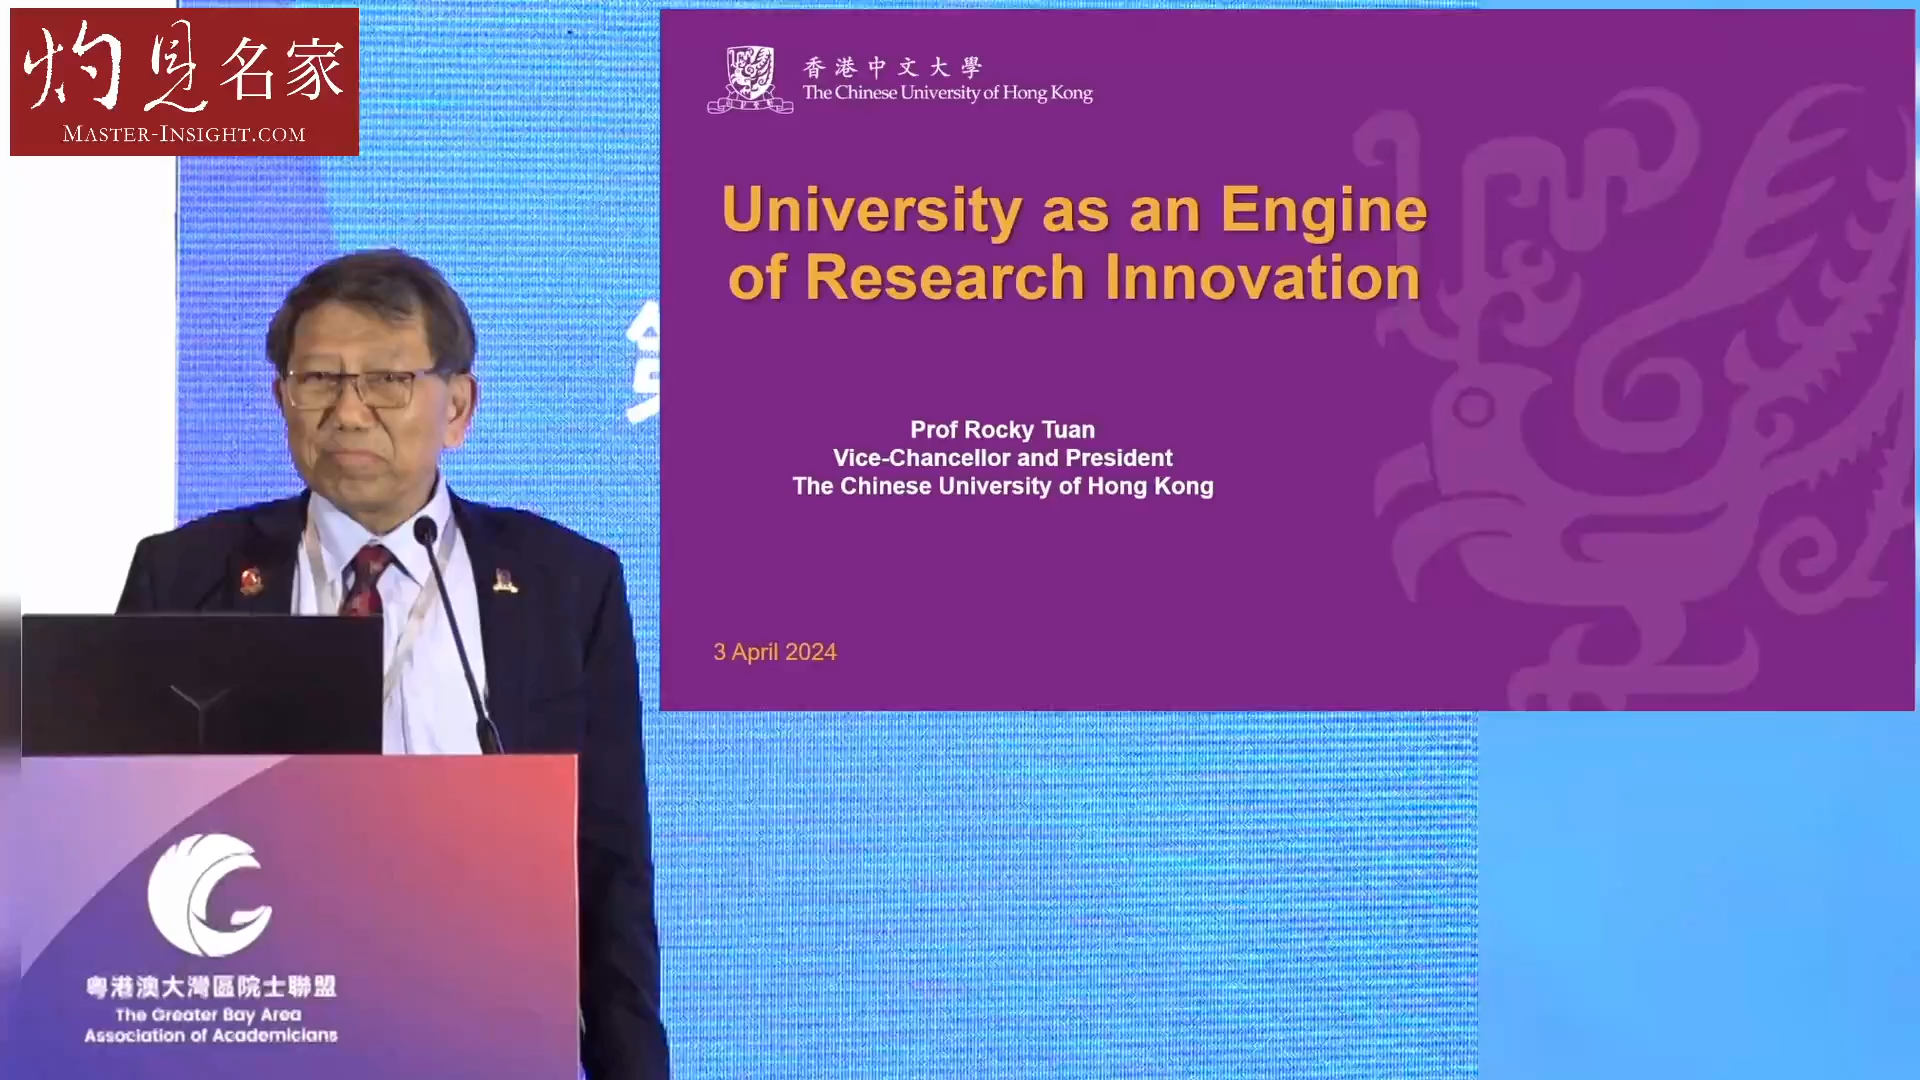 灼見名家
MASTER-INSIGHT.COM
香港中文大學
The Chinese University of Hong Kong
University as an Engine
of Research Innovation
Prof Rocky Tuan
Vice-Chancellor and President
The Chinese University of Hong Kong
3 April 2024
粵港澳大灣區院士聯盟
The Greater Bay Area
Association of Academicians